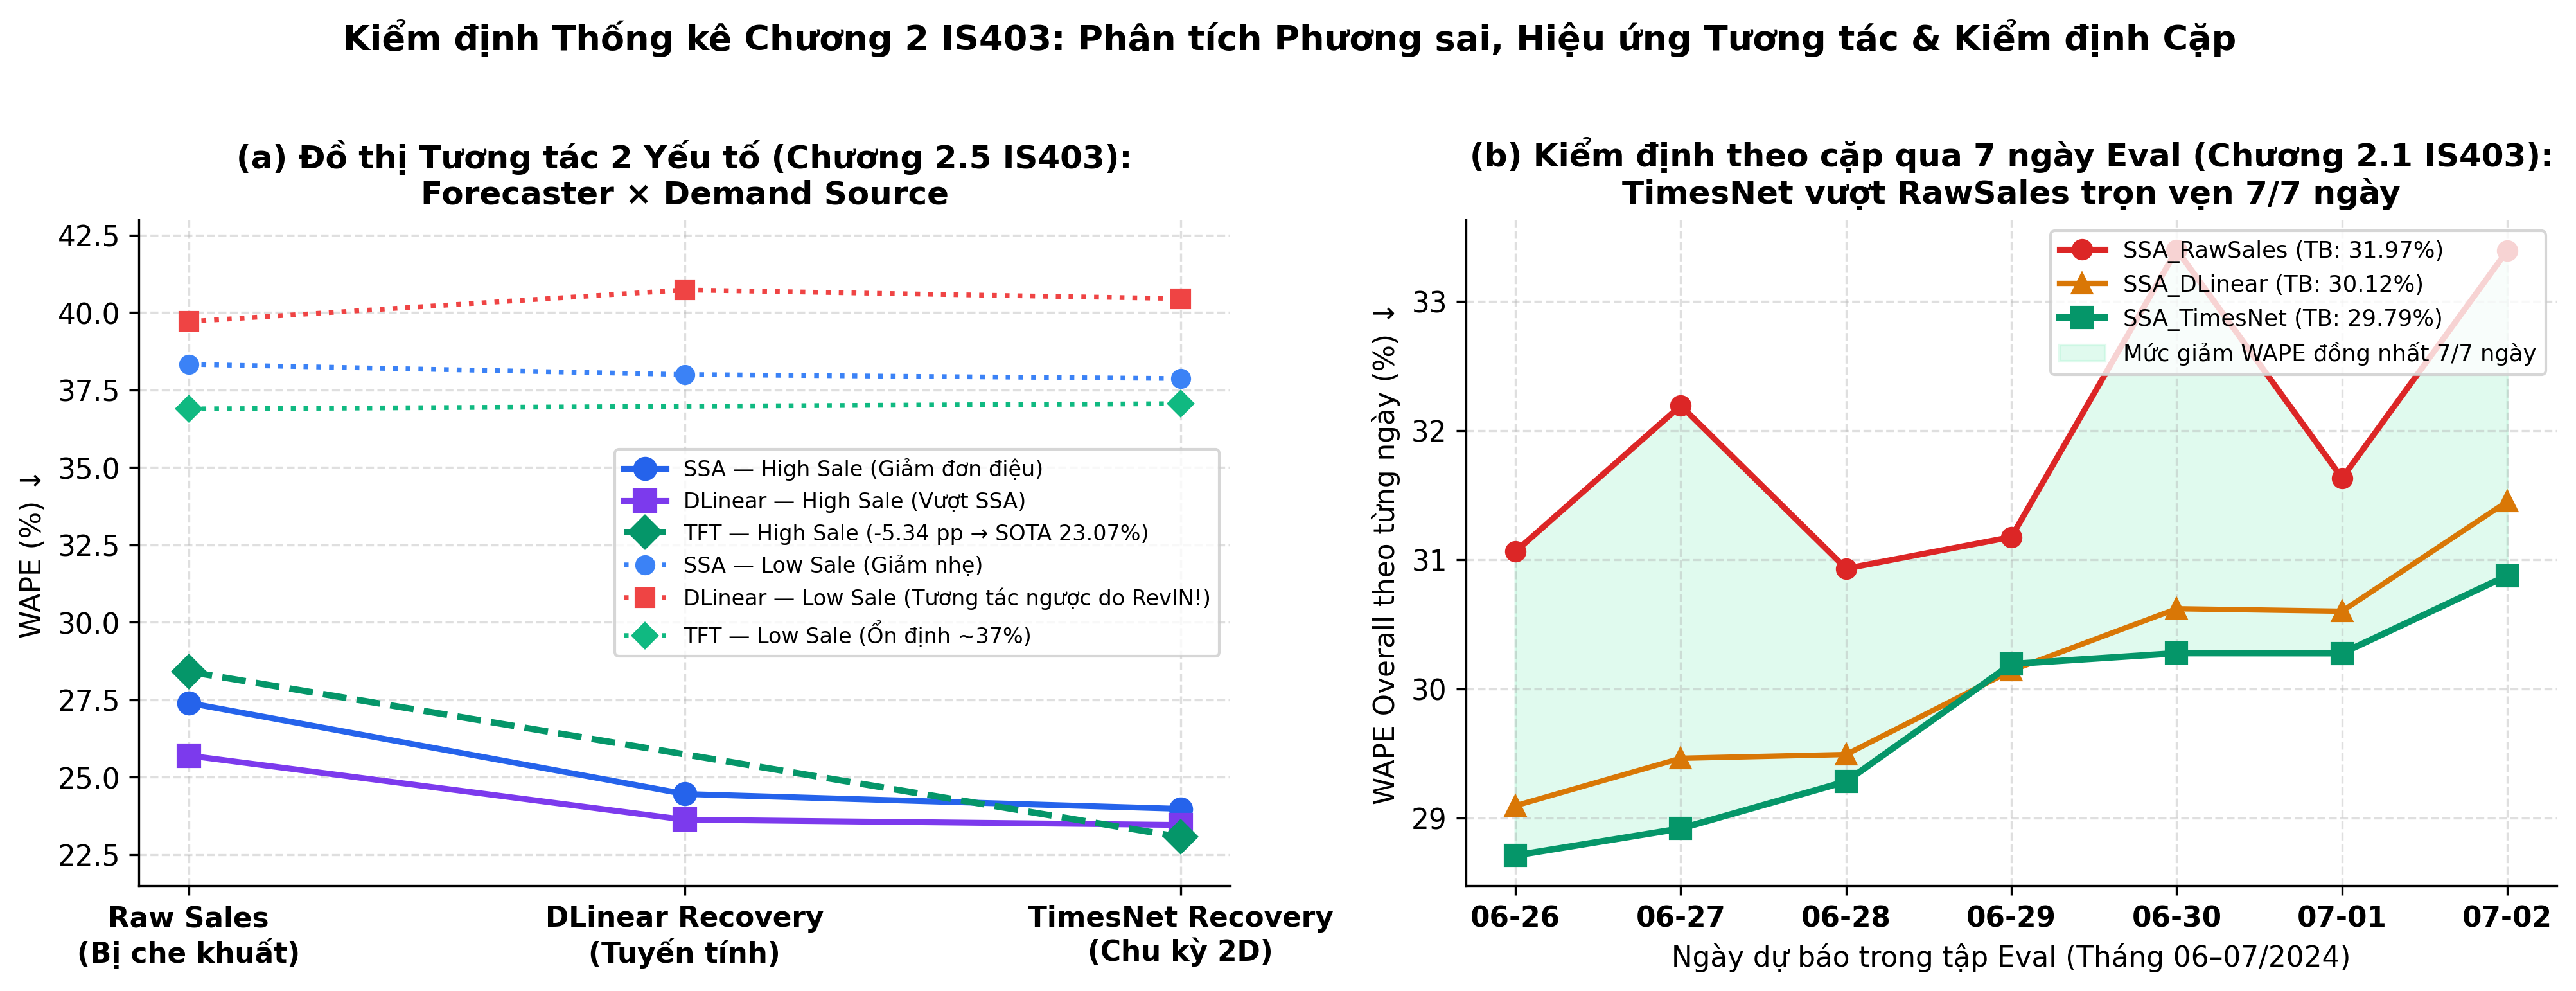 Kiểm định Thống kê Chương 2 IS403: Phân tích Phương sai, Hiệu ứng Tương tác & Kiểm định Cặp
(a) Đồ thị Tương tác 2 Yếu tố (Chương 2.5 IS403):
Forecaster × Demand Source
WAPE (%) ↓
42.5
40.0
37.5
35.0
32.5
30.0
27.5
25.0
22.5
SSA — High Sale (Giảm đơn điệu)
DLinear — High Sale (Vượt SSA)
TFT — High Sale (-5.34 pp → SOTA 23.07%)
SSA — Low Sale (Giảm nhẹ)
DLinear — Low Sale (Tương tác ngược do RevIN!)
TFT — Low Sale (Ổn định ~37%)
Raw Sales
(Bị che khuất)
DLinear Recovery
(Tuyến tính)
TimesNet Recovery
(Chu kỳ 2D)
(b) Kiểm định theo cặp qua 7 ngày Eval (Chương 2.1 IS403):
TimesNet vượt RawSales trọn vẹn 7/7 ngày
WAPE Overall theo từng ngày (%) ↓
33
32
31
30
29
SSA_RawSales (TB: 31.97%)
SSA_DLinear (TB: 30.12%)
SSA_TimesNet (TB: 29.79%)
Mức giảm WAPE đồng nhất 7/7 ngày
06-26
06-27
06-28
06-29
06-30
07-01
07-02
Ngày dự báo trong tập Eval (Tháng 06–07/2024)